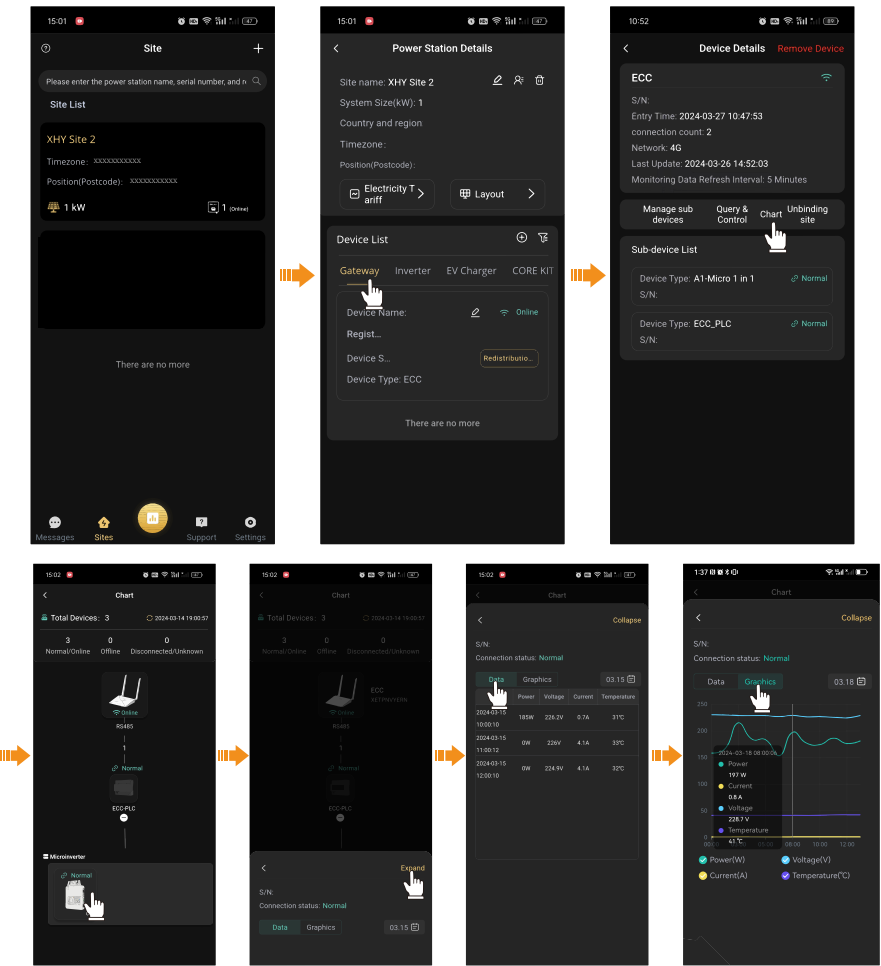 15:01
47
Site
Please enter the power station name, serial number, and re
Site List
XHY Site 2
Timezone: xxxxxxxxxxx
Position(Postcode): xxxxxxxxxxx
1 kW
1 (Online)
There are no more
Messages
Sites
Support
Settings
15:01
47
Power Station Details
Site name: XHY Site 2
System Size(kW): 1
Country and region
Timezone:
Position(Postcode):
Electricity T
ariff
Layout
Device List
Gateway
Inverter
EV Charger
CORE KIT
Device Name:
Online
Regist...
Device S...
Redistributio...
Device Type: ECC
There are no more
10:52
89
Device Details
Remove Device
ECC
S/N:
Entry Time: 2024-03-27 10:47:53
connection count: 2
Network: 4G
Last Update: 2024-03-26 14:52:03
Monitoring Data Refresh Interval: 5 Minutes
Manage sub
devices
Query &
Control
Chart
Unbinding
site
Sub-device List
Device Type: A1-Micro 1 in 1
Normal
S/N:
Device Type: ECC_PLC
Normal
S/N:
15:02
47
Chart
Total Devices: 3
2024-03-14 19:00:57
3
0
0
Normal/Online
Offline
Disconnected/Unknown
Online
RS485
1
Normal
ECC-PLC
Microinverter
Normal
15:02
47
Chart
Total Devices: 3
2024-03-14 19:00:57
3
0
0
Normal/Online
Offline
Disconnected/Unknown
ECC
Online
RS485
1
Normal
ECC-PLC
Expand
S/N:
Connection status: Normal
Data
Graphics
03.15
15:02
47
Chart
Collapse
S/N:
Connection status: Normal
Data
Graphics
03.15
Power
Voltage
Current
Temperature
2024-03-15
10:00:10
185W
226.2V
0.7A
31℃
2024-03-15
11:00:12
0W
226V
4.1A
33℃
2024-03-15
12:00:10
0W
224.9V
4.1A
32℃
1:37
Chart
Collapse
S/N:
Connection status: Normal
Data
Graphics
03.18
250
200
150
100
50
0
2024-03-18 08:00:06
Power
197 W
Current
0.8 A
Voltage
228.7 V
Temperature
41 ℃
08:00
10:00
12:00
Power(W)
Voltage(V)
Current(A)
Temperature(℃)